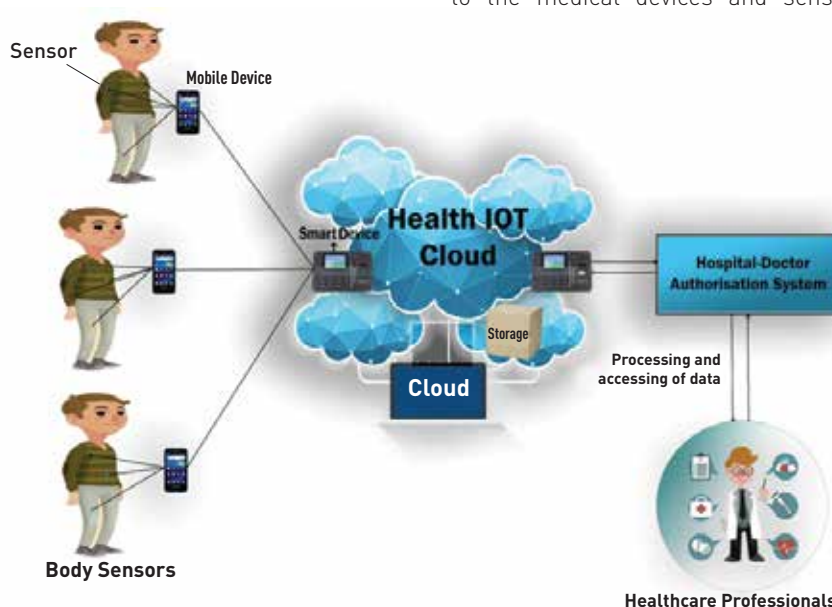 to the medical devices and sens
Sensor
Mobile Device
Smart Device
Health IOT
Cloud
Storage
Cloud
Hospital-Doctor
Authorisation System
Processing and
accessing of data
Body Sensors
Healthcare Professionals